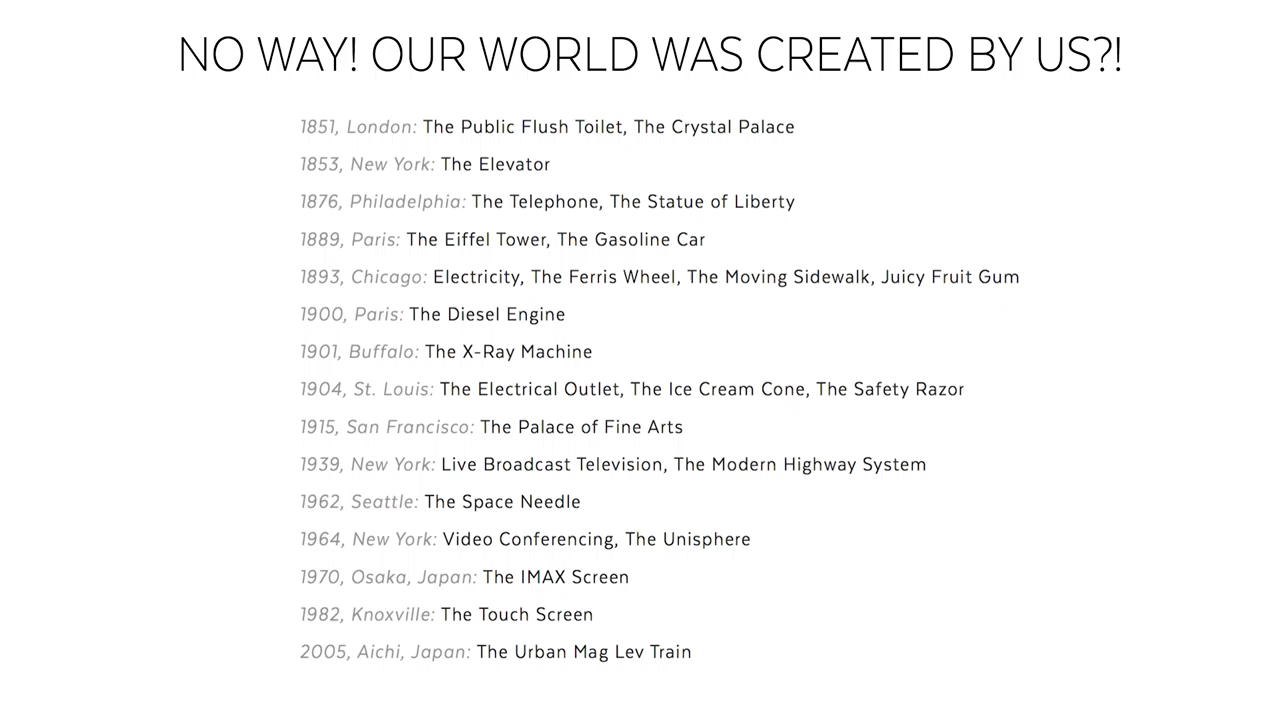 NO WAY! OUR WORLD WAS CREATED BY US?!
1851, London: The Public Flush Toilet, The Crystal Palace
1853, New York: The Elevator
1876, Philadelphia: The Telephone, The Statue of Liberty
1889, Paris: The Eiffel Tower, The Gasoline Car
1893, Chicago: Electricity, The Ferris Wheel, The Moving Sidewalk, Juicy Fruit Gum
1900, Paris: The Diesel Engine
1901, Buffalo: The X-Ray Machine
1904, St. Louis: The Electrical Outlet, The Ice Cream Cone, The Safety Razor
1915, San Francisco: The Palace of Fine Arts
1939, New York: Live Broadcast Television, The Modern Highway System
1962, Seattle: The Space Needle
1964, New York: Video Conferencing, The Unisphere
1970, Osaka, Japan: The IMAX Screen
1982, Knoxville: The Touch Screen
2005, Aichi, Japan: The Urban Mag Lev Train